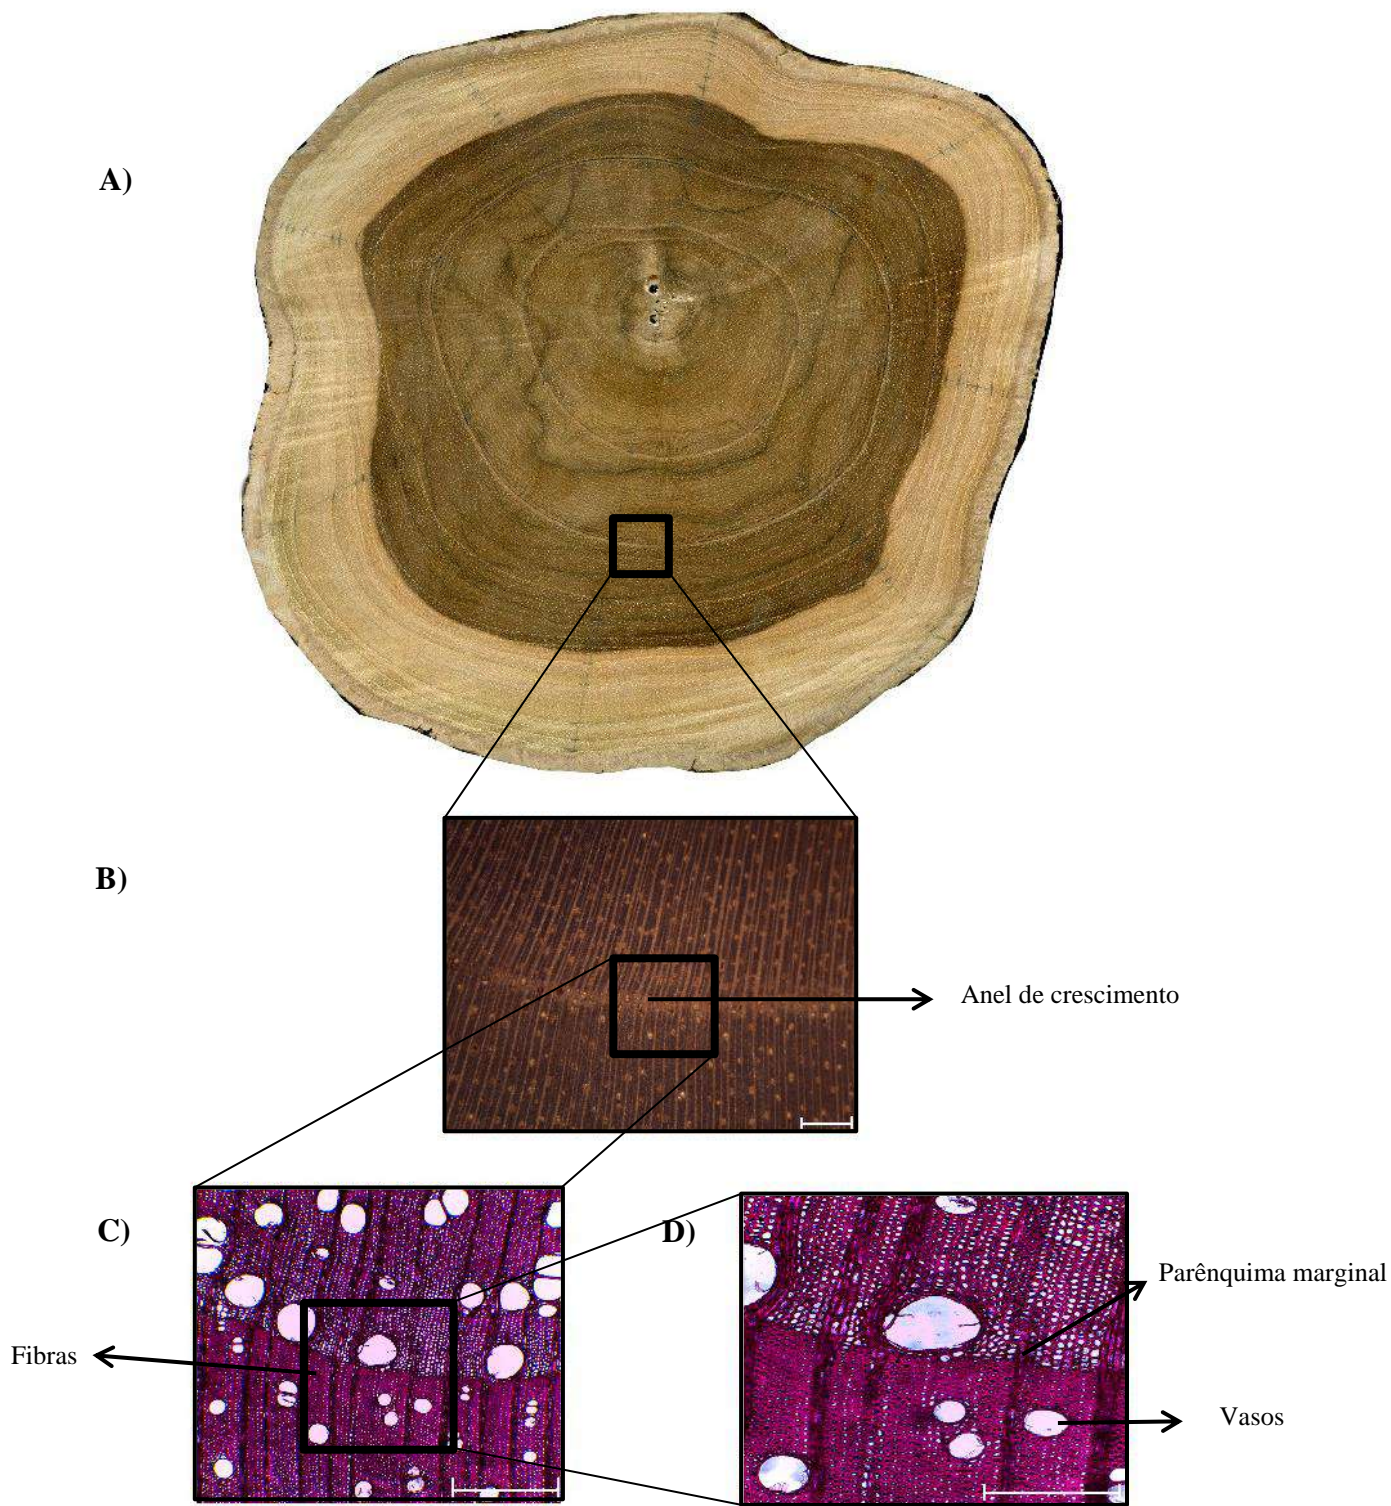 A)
B)
Anel de crescimento
C)
D)
Parênquima marginal
Fibras
Vasos